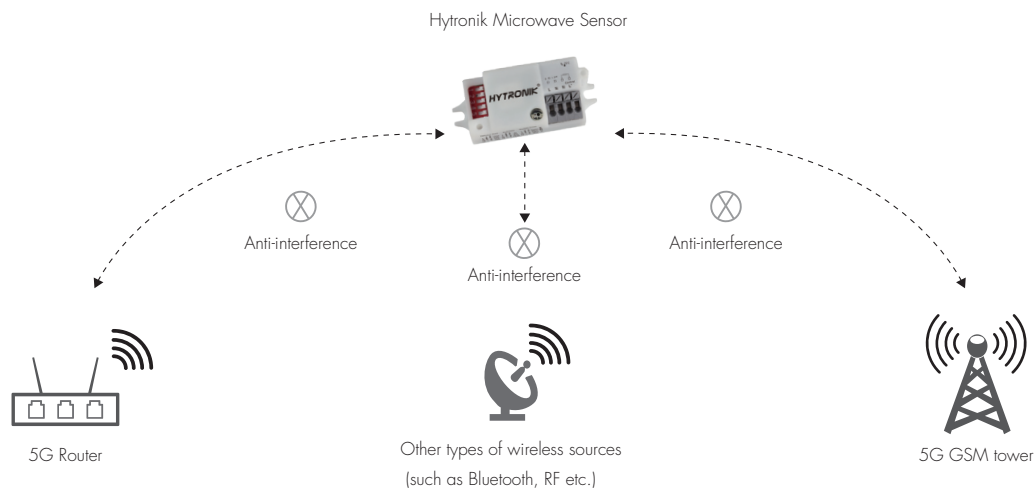 Hytronik Microwave Sensor
HYTRONIK
Anti-interference
Anti-interference
Anti-interference
5G Router
Other types of wireless sources
(such as Bluetooth, RF etc.)
5G GSM tower